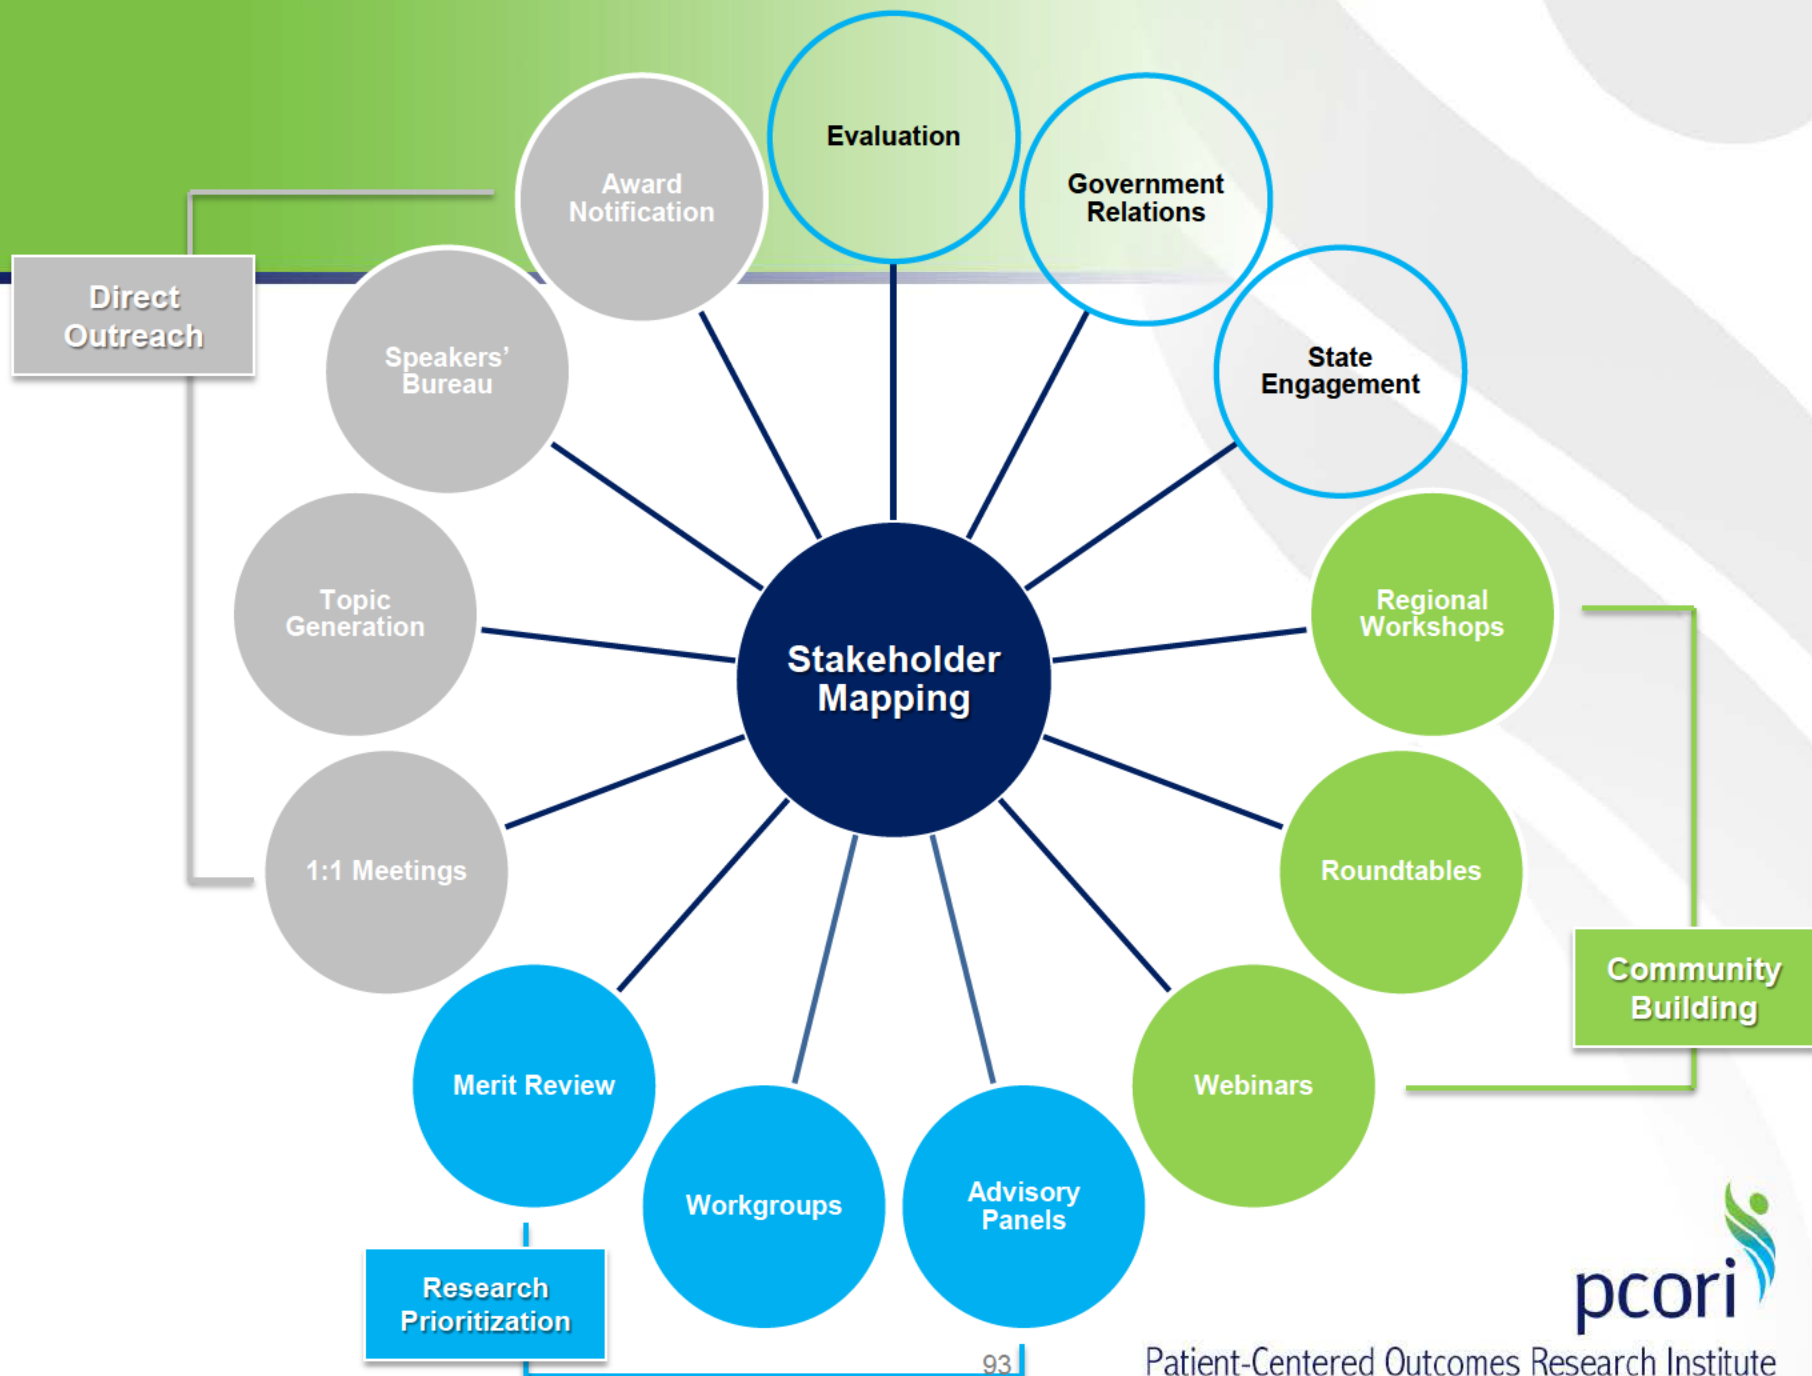 Evaluation
Award
Notification
Government
Relations
Direct
Outreach
Speakers’
Bureau
State
Engagement
Topic
Generation
Regional
Workshops
Stakeholder
Mapping
1:1 Meetings
Roundtables
Community
Building
Merit Review
Webinars
Workgroups
Advisory
Panels
Research
Prioritization
pcori
93
Patient-Centered Outcomes Research Institute